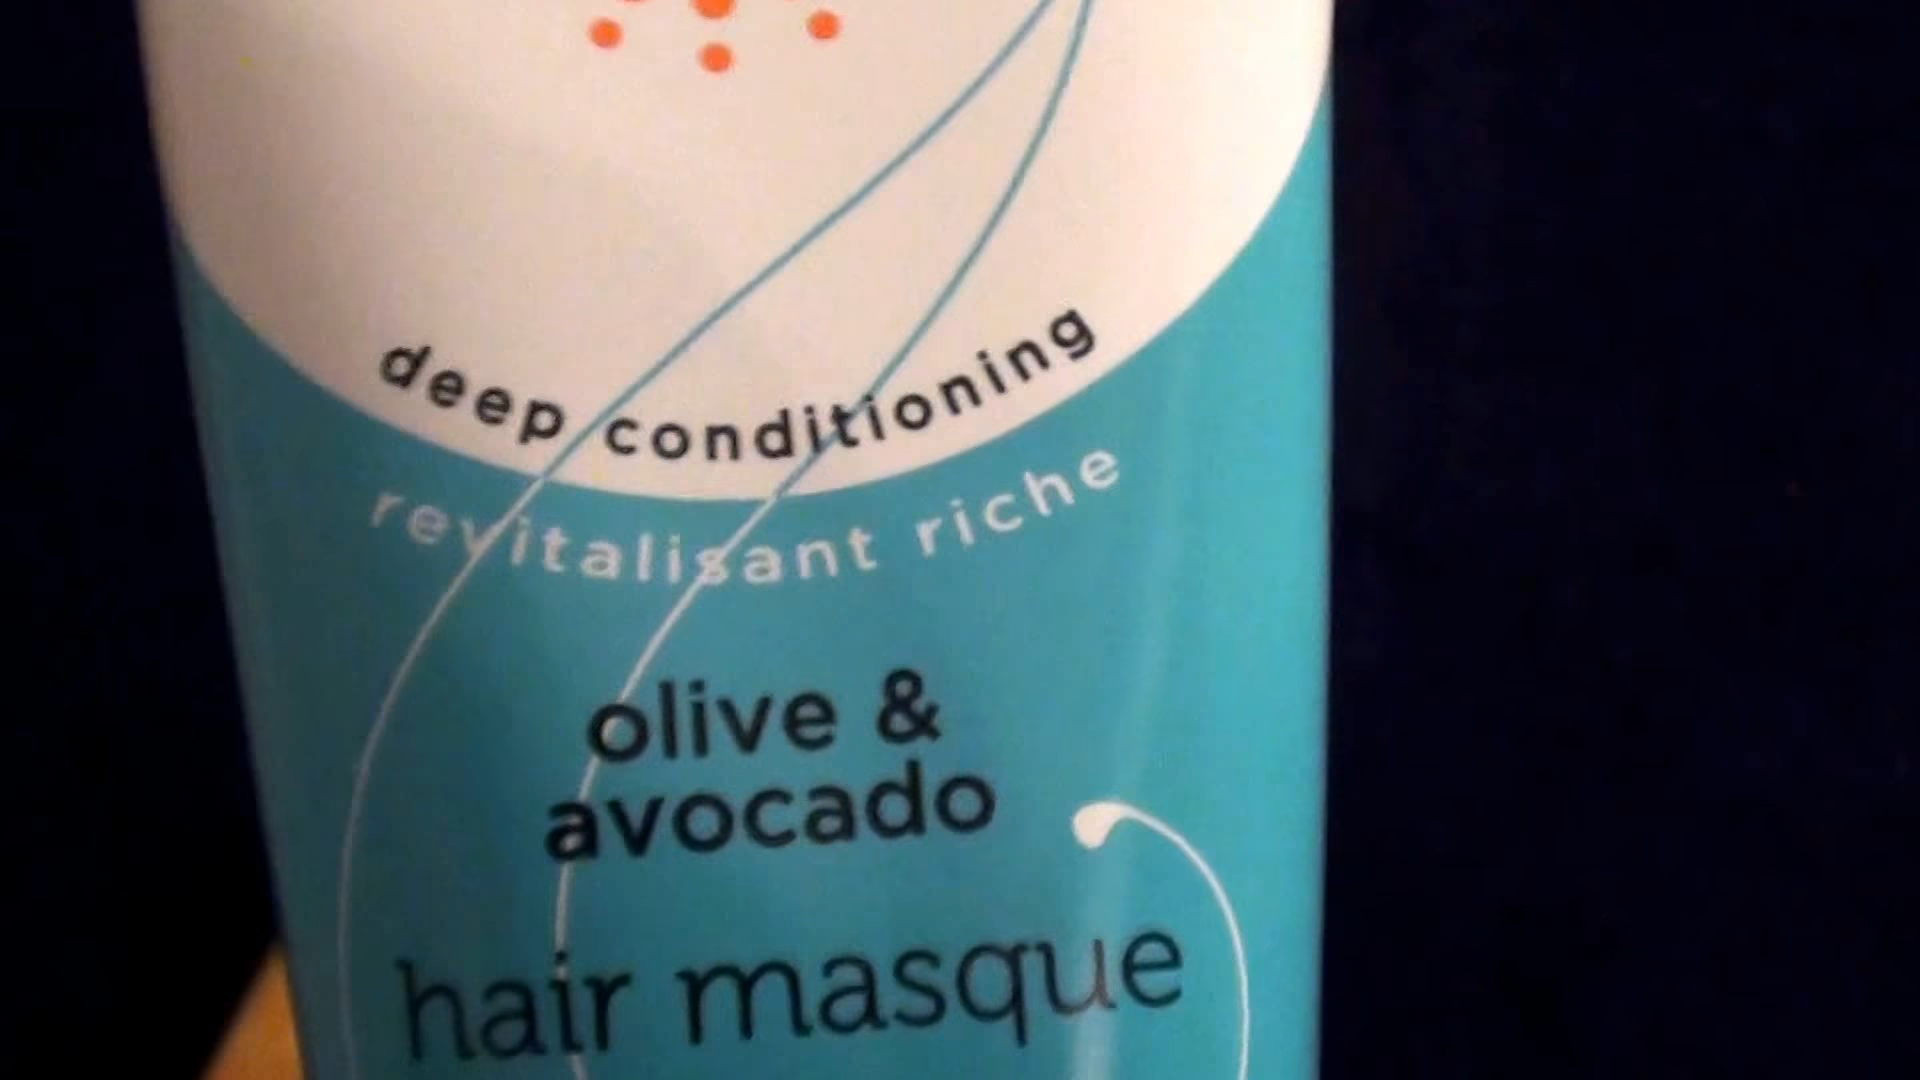 deep conditioning
revitalisant riche
olive &
avocado
hair masque